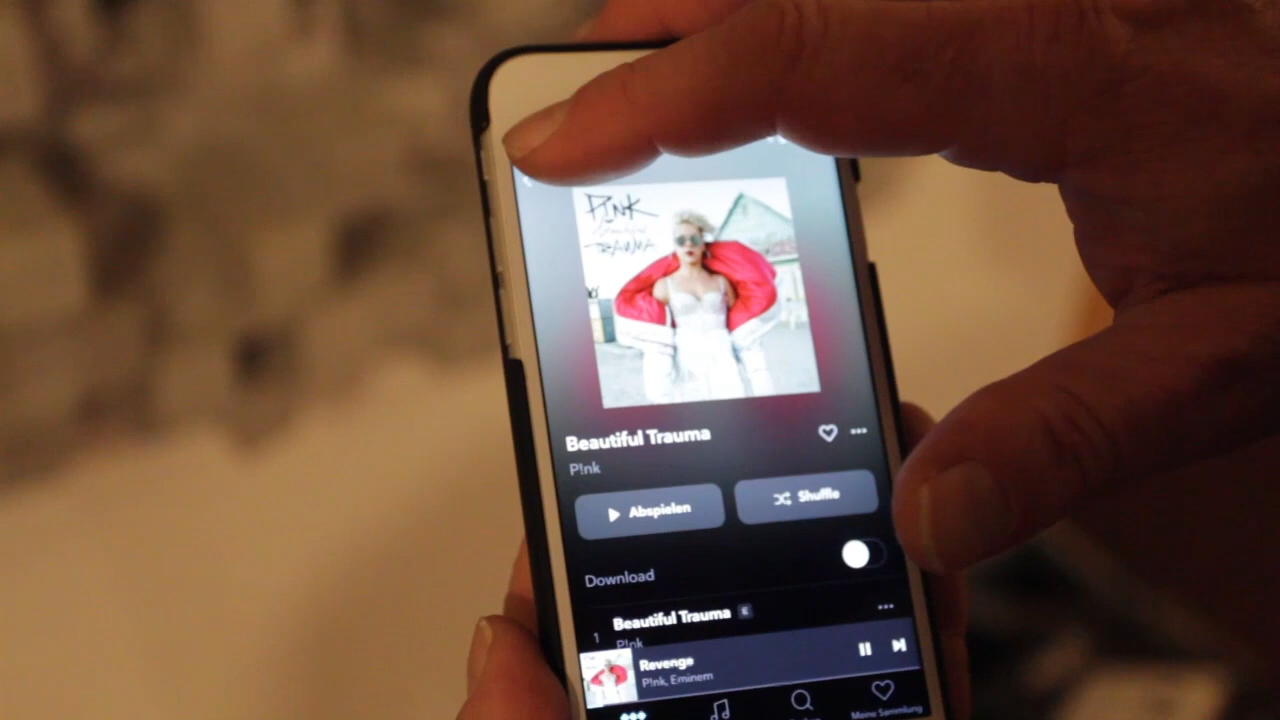 P!NK
beautiful
TRAUMA
Beautiful Trauma
P!nk
Abspielen
Shuffle
Download
1 Beautiful Trauma E
P!nk
Revenge
P!nk, Eminem
Meine Sammlung